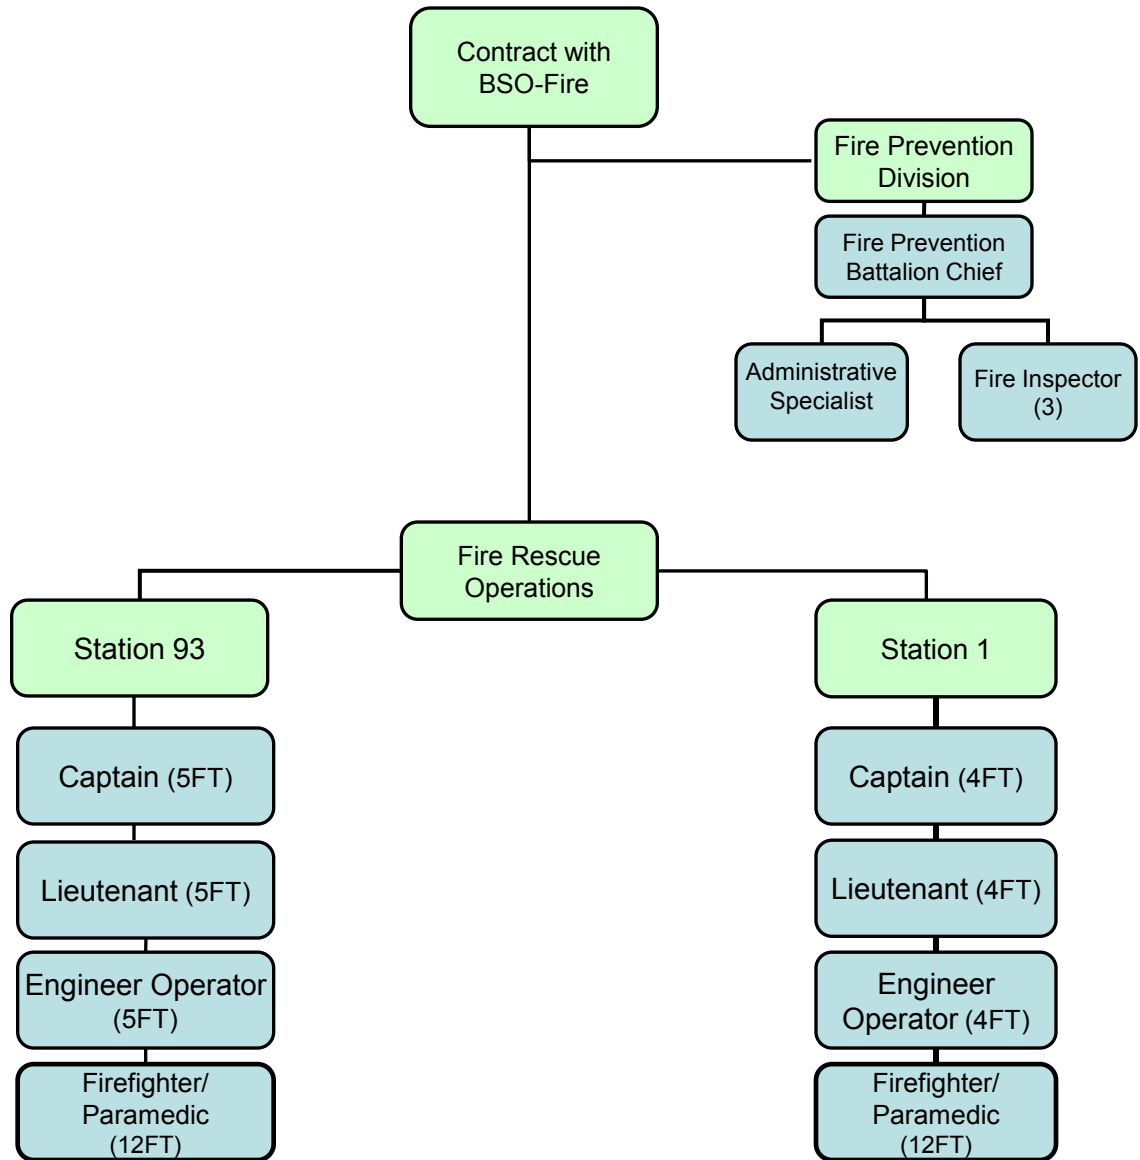 Contract with
BSO-Fire
Fire Prevention
Division
Fire Prevention
Battalion Chief
Administrative
Specialist
Fire Inspector
(3)
Fire Rescue
Operations
Station 93
Station 1
Captain (5FT)
Captain (4FT)
Lieutenant (5FT)
Lieutenant (4FT)
Engineer Operator
(5FT)
Engineer
Operator (4FT)
Firefighter/
Paramedic
(12FT)
Firefighter/
Paramedic
(12FT)